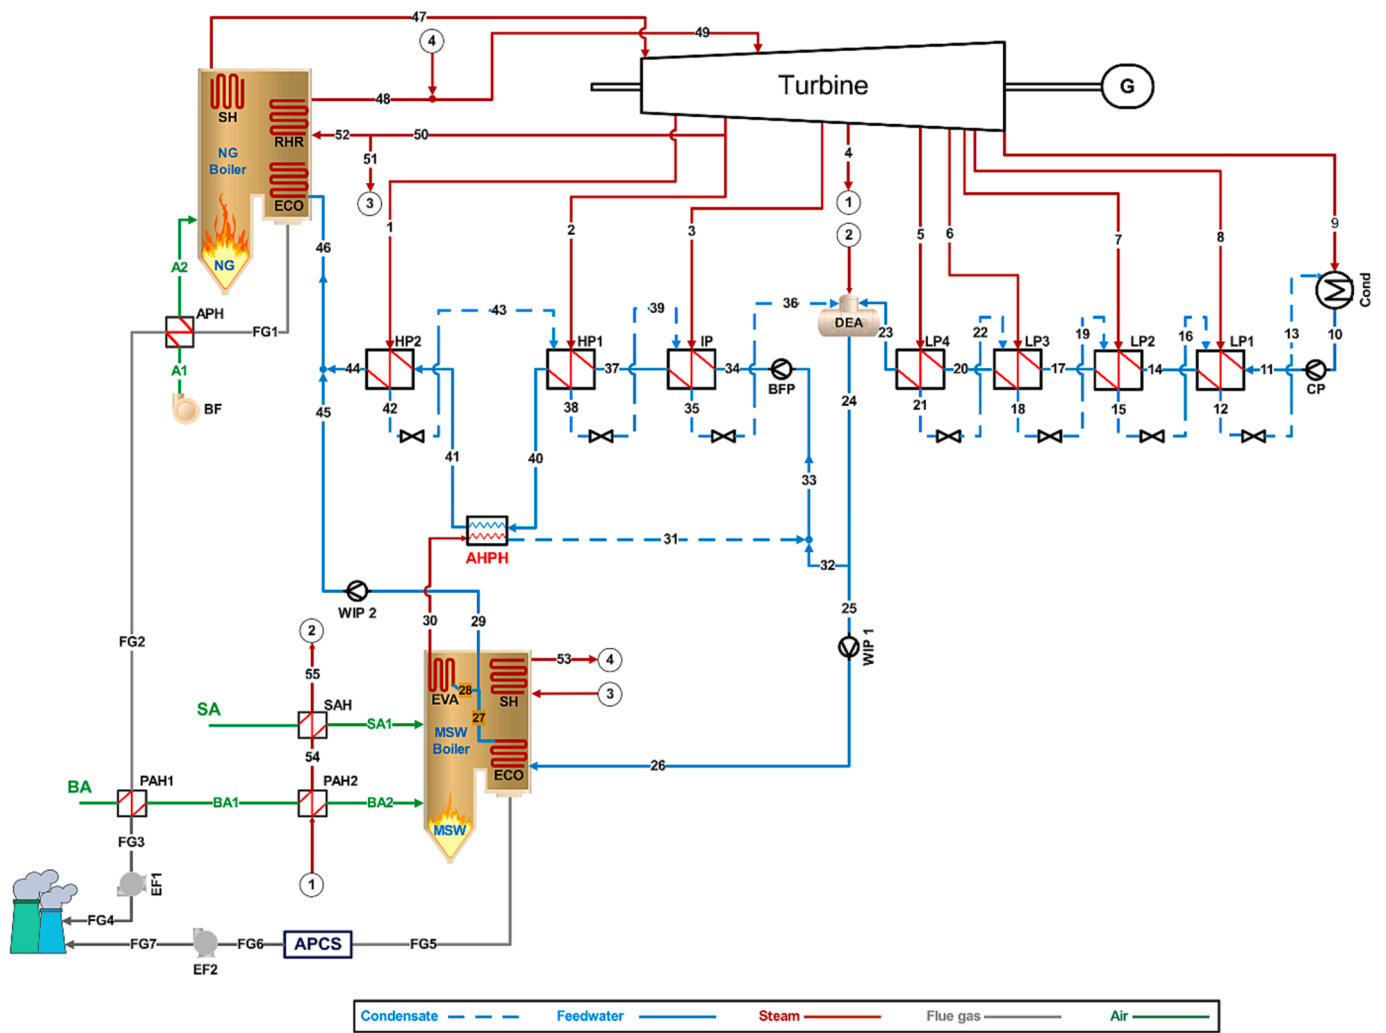 47
4
49
Turbine
G
SH
48
RHR
52
50
NG
Boiler
51
4
ECO
3
1
1
2
3
2
5
6
7
8
9
46
A2
NG
Cond
APH
43
39
36
DEA
23
22
19
16
13
10
FG1
HP2
HP1
IP
LP4
LP3
LP2
LP1
44
37
34
BFP
20
17
14
11
CP
A1
42
38
35
21
18
15
12
BF
45
24
41
40
33
31
AHPH
32
WIP 2
30
29
25
WIP 1
FG2
2
53
4
55
EVA
28
SH
3
SA
SAH
SA1
27
MSW
Boiler
54
ECO
26
BA
PAH1
BA1
PAH2
BA2
MSW
FG3
1
EF1
FG4
FG7
FG6
APCS
FG5
EF2
Condensate
Feedwater
Steam
Flue gas
Air